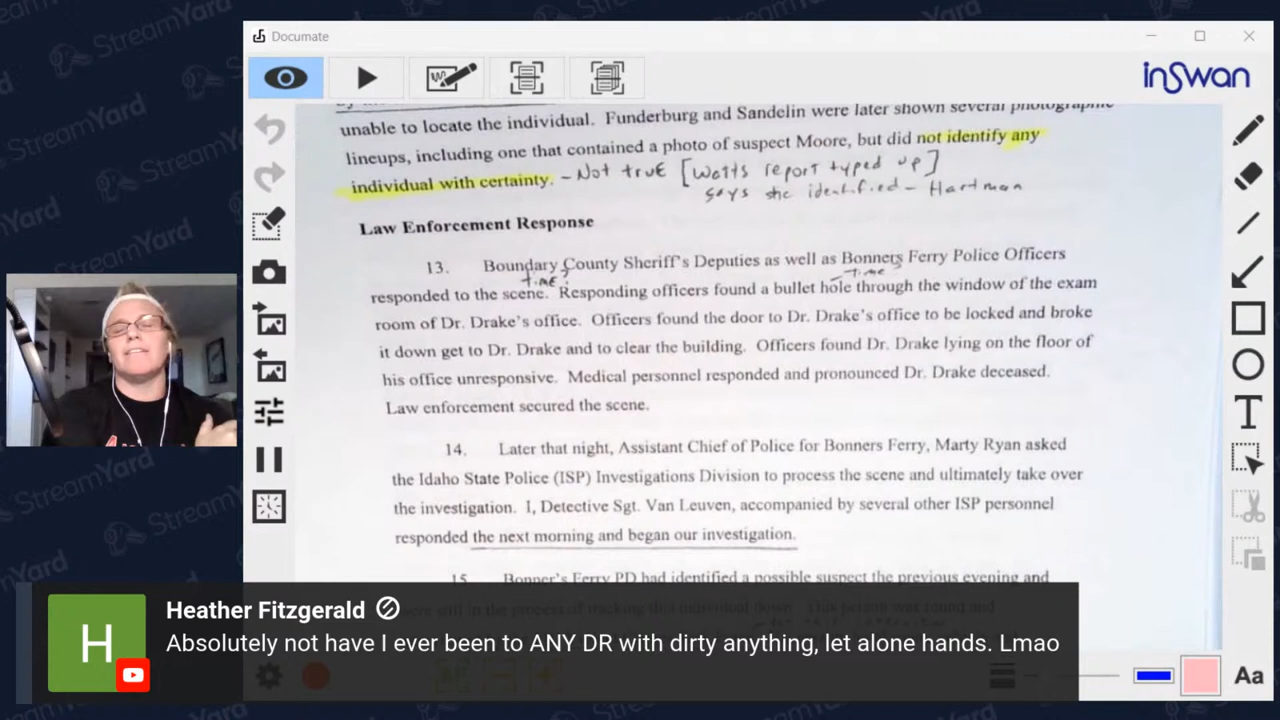 StreamYard
Documate
inSwan
unable to locate the individual. Funderburg and Sandelin were later shown several photographic
lineups, including one that contained a photo of suspect Moore, but did not identify any
individual with certainty. – Not true [Watts report typed up]
says she identified – Hartman
Law Enforcement Response
13. Boundary County Sheriff's Deputies as well as Bonners Ferry Police Officers
time? time?
responded to the scene. Responding officers found a bullet hole through the window of the exam
room of Dr. Drake's office. Officers found the door to Dr. Drake's office to be locked and broke
it down get to Dr. Drake and to clear the building. Officers found Dr. Drake lying on the floor of
his office unresponsive. Medical personnel responded and pronounced Dr. Drake deceased.
Law enforcement secured the scene.
14. Later that night, Assistant Chief of Police for Bonners Ferry, Marty Ryan asked
the Idaho State Police (ISP) Investigations Division to process the scene and ultimately take over
the investigation. I, Detective Sgt. Van Leuven, accompanied by several other ISP personnel
responded the next morning and began our investigation.
15. Bonner's Ferry PD had identified a possible suspect the previous evening and
H
Heather Fitzgerald
Absolutely not have I ever been to ANY DR with dirty anything, let alone hands. Lmao
T
Aa